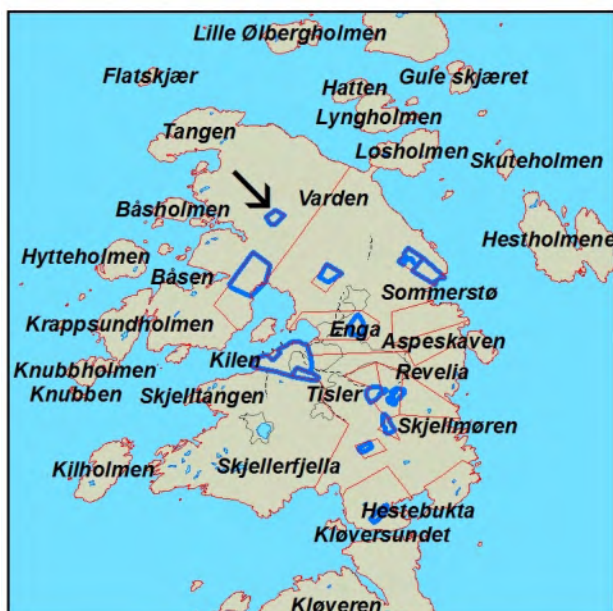 Lille Ølbergholmen
Flatskjær
Hatten
Gule skjæret
Lyngholmen
Tangen
Losholmen
Skuteholmen
Varden
Båsholmen
Hestholmene
Hytteholmen
Båsen
Sommerstø
Krappsundholmen
Enga
Aspeskaven
Kilen
Revelia
Knubbholmen
Knubben
Skjelltangen
Tisler
Skjellmøren
Kilholmen
Skjellerfjella
Hestebukta
Kløversundet
Kløveren